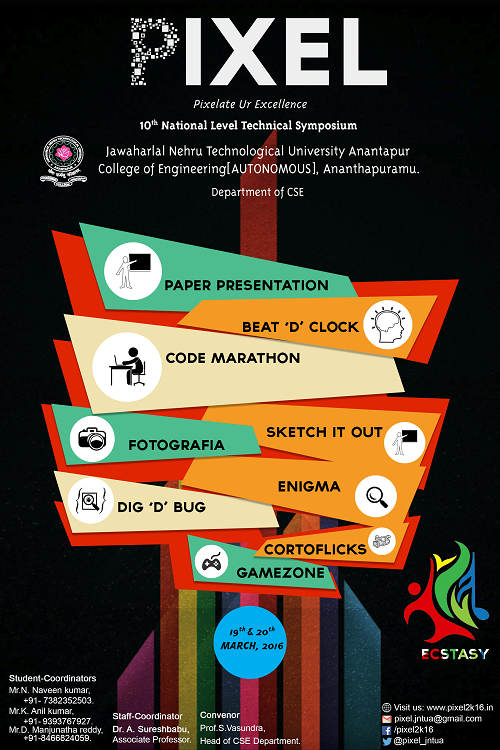 PIXEL
Pixelate Ur Excellence
10th National Level Technical Symposium
Jawaharlal Nehru Technological University Anantapur
College of Engineering[AUTONOMOUS], Ananthapuramu.
Department of CSE
PAPER PRESENTATION
BEAT 'D' CLOCK
CODE MARATHON
SKETCH IT OUT
FOTOGRAFIA
ENIGMA
DIG 'D' BUG
CORTOFLICKS
GAMEZONE
19th & 20th
MARCH, 2016
ECSTASY
Student-Coordinators
Mr.N. Naveen kumar,
+91- 7382352503.
Mr.K. Anil kumar,
+91- 9393767927.
Mr.D. Manjunatha reddy,
+91-8466824059.
Staff-Coordinator
Dr. A. Sureshbabu,
Associate Professor.
Convenor
Prof.S.Vasundra,
Head of CSE Department.
Visit us: www.pixel2k16.in
pixel.jntua@gmail.com
/pixel2k16
@pixel_jntua